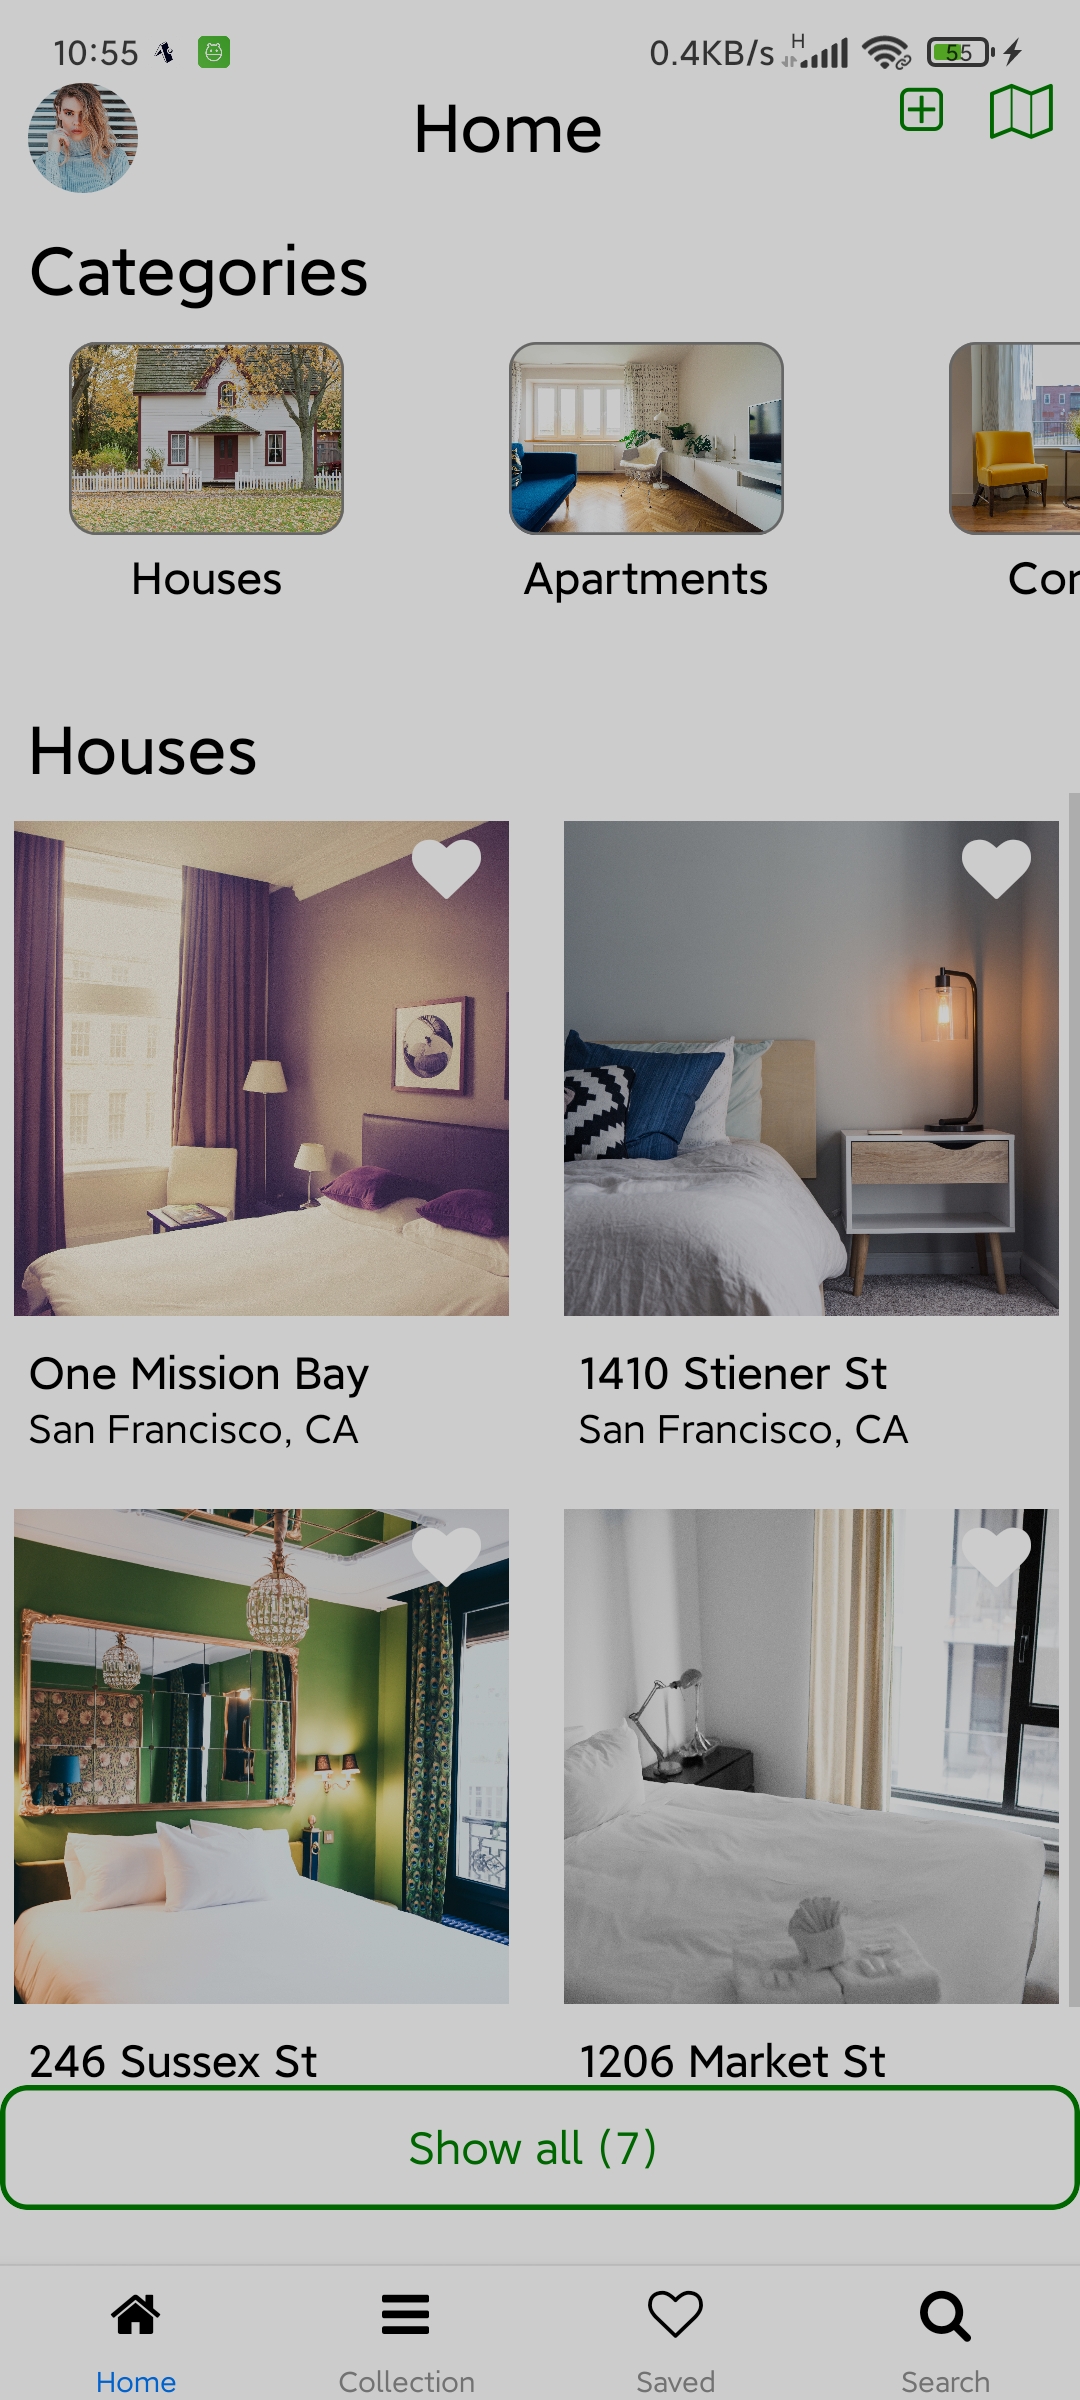 10:55
0.4KB/s H 55
Home
Categories
Houses
Apartments
Houses
One Mission Bay
San Francisco, CA
1410 Stiener St
San Francisco, CA
246 Sussex St
1206 Market St
Show all (7)
Home
Collection
Saved
Search